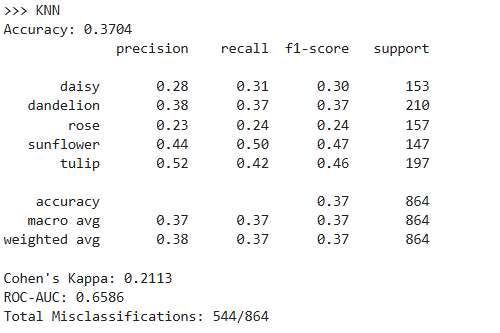 >>> KNN
Accuracy: 0.3704
precision recall f1-score support
daisy 0.28 0.31 0.30 153
dandelion 0.38 0.37 0.37 210
rose 0.23 0.24 0.24 157
sunflower 0.44 0.50 0.47 147
tulip 0.52 0.42 0.46 197
accuracy 0.37 864
macro avg 0.37 0.37 0.37 864
weighted avg 0.38 0.37 0.37 864
Cohen's Kappa: 0.2113
ROC-AUC: 0.6586
Total Misclassifications: 544/864